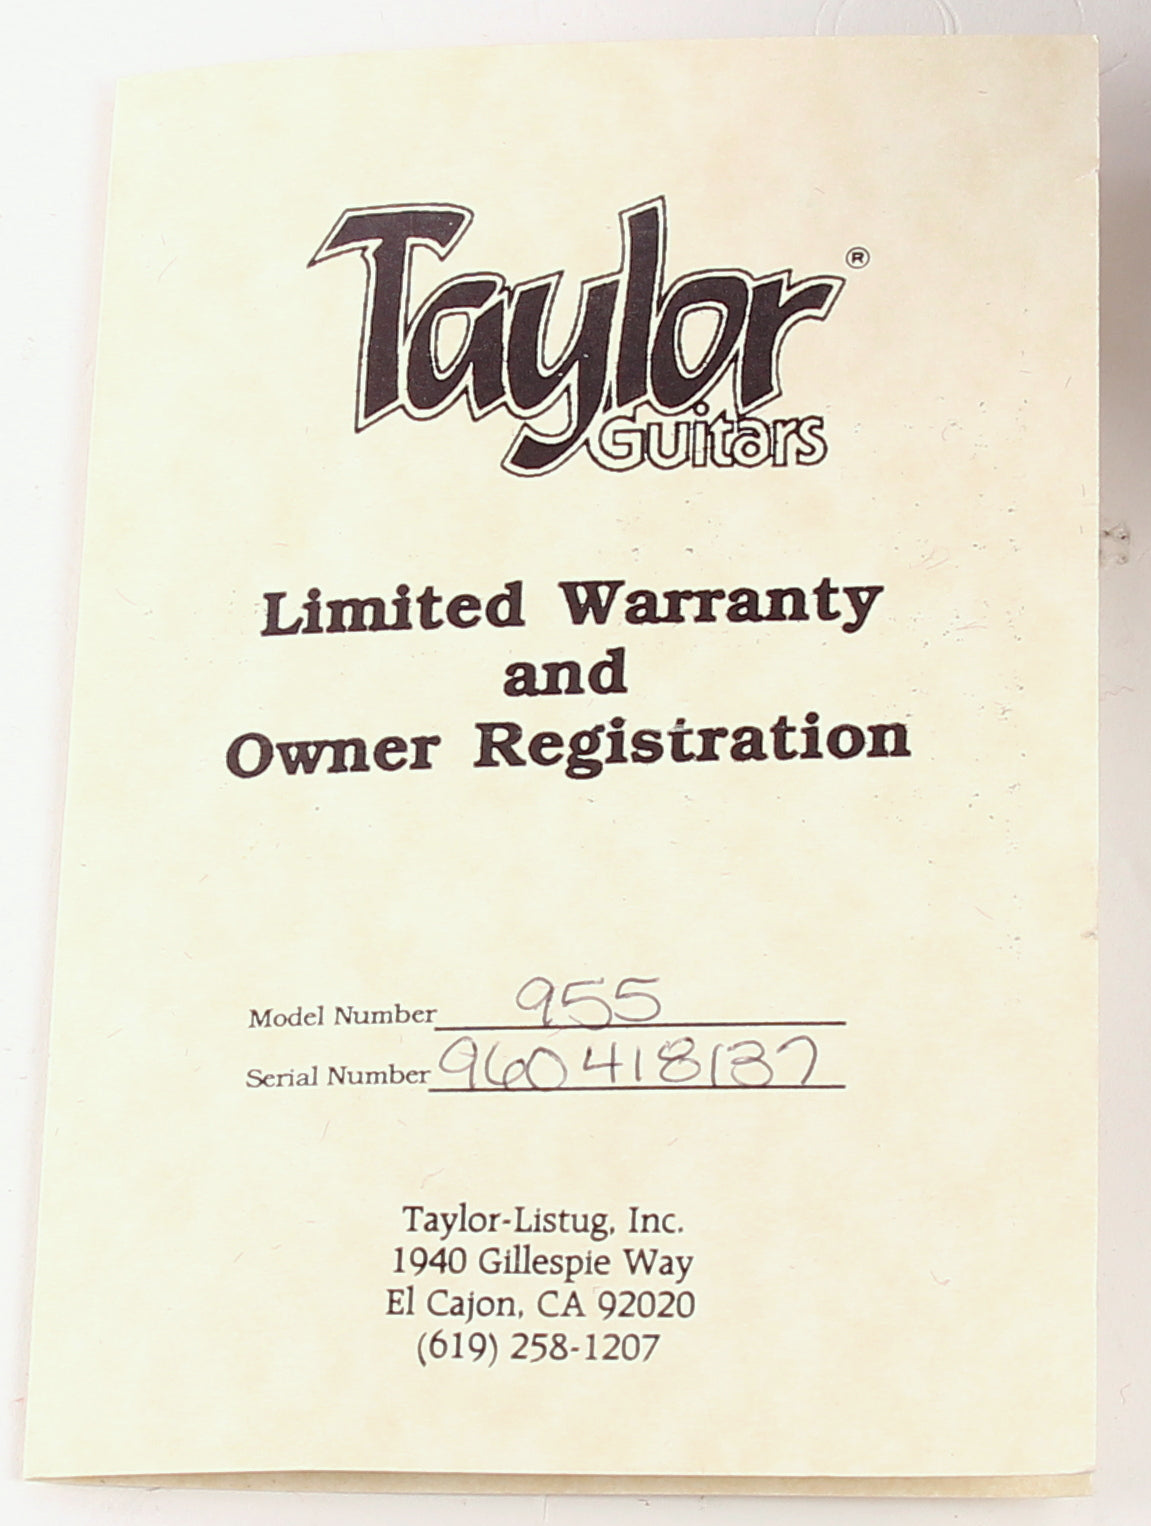 Taylor®
Guitars
Limited Warranty
and
Owner Registration
Model Number 955
Serial Number 960418137
Taylor-Listug, Inc.
1940 Gillespie Way
El Cajon, CA 92020
(619) 258-1207